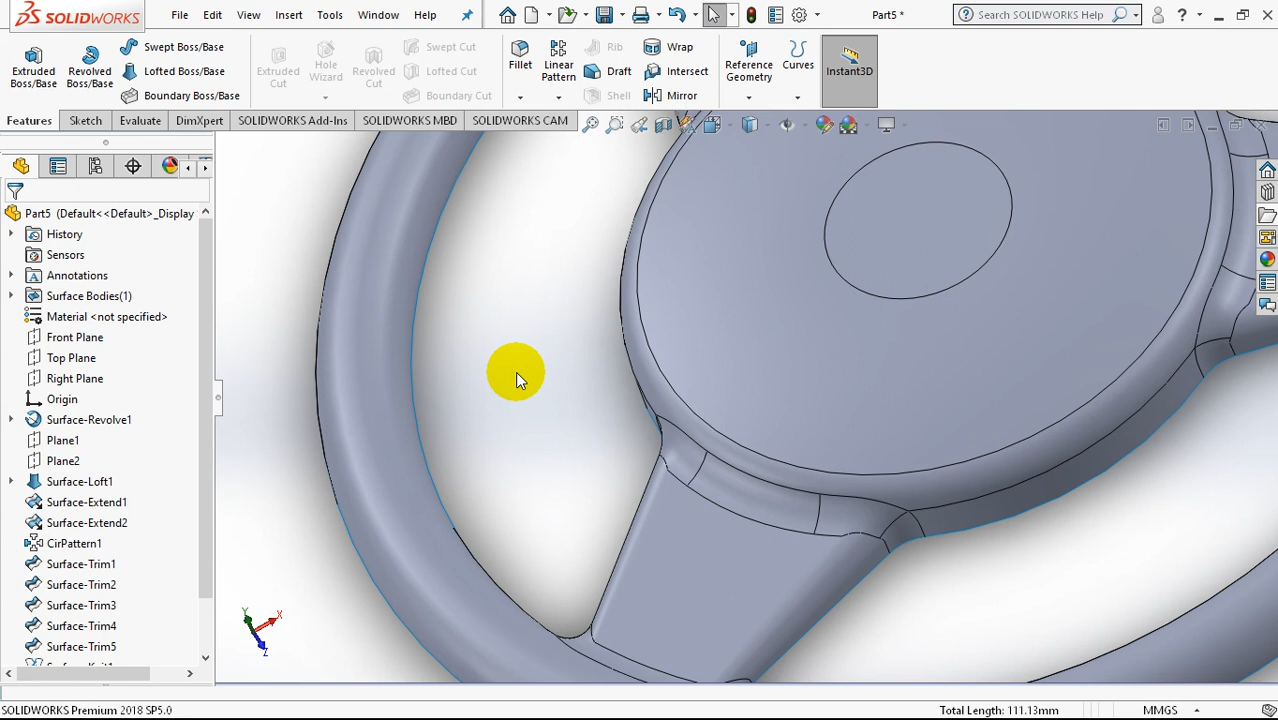 SOLIDWORKS
File Edit View Insert Tools Window Help
Part5 *
Search SOLIDWORKS Help
Extruded Boss/Base
Revolved Boss/Base
Swept Boss/Base
Lofted Boss/Base
Boundary Boss/Base
Extruded Cut
Hole Wizard
Revolved Cut
Swept Cut
Lofted Cut
Boundary Cut
Fillet
Linear Pattern
Rib
Draft
Shell
Wrap
Intersect
Mirror
Reference Geometry
Curves
Instant3D
Features Sketch Evaluate DimXpert SOLIDWORKS Add-Ins SOLIDWORKS MBD SOLIDWORKS CAM
Part5 (Default<<Default>_Display
History
Sensors
Annotations
Surface Bodies(1)
Material <not specified>
Front Plane
Top Plane
Right Plane
Origin
Surface-Revolve1
Plane1
Plane2
Surface-Loft1
Surface-Extend1
Surface-Extend2
CirPattern1
Surface-Trim1
Surface-Trim2
Surface-Trim3
Surface-Trim4
Surface-Trim5
Surface-Knit1
Y X
Z
SOLIDWORKS Premium 2018 SP5.0 Total Length: 111.13mm MMGS